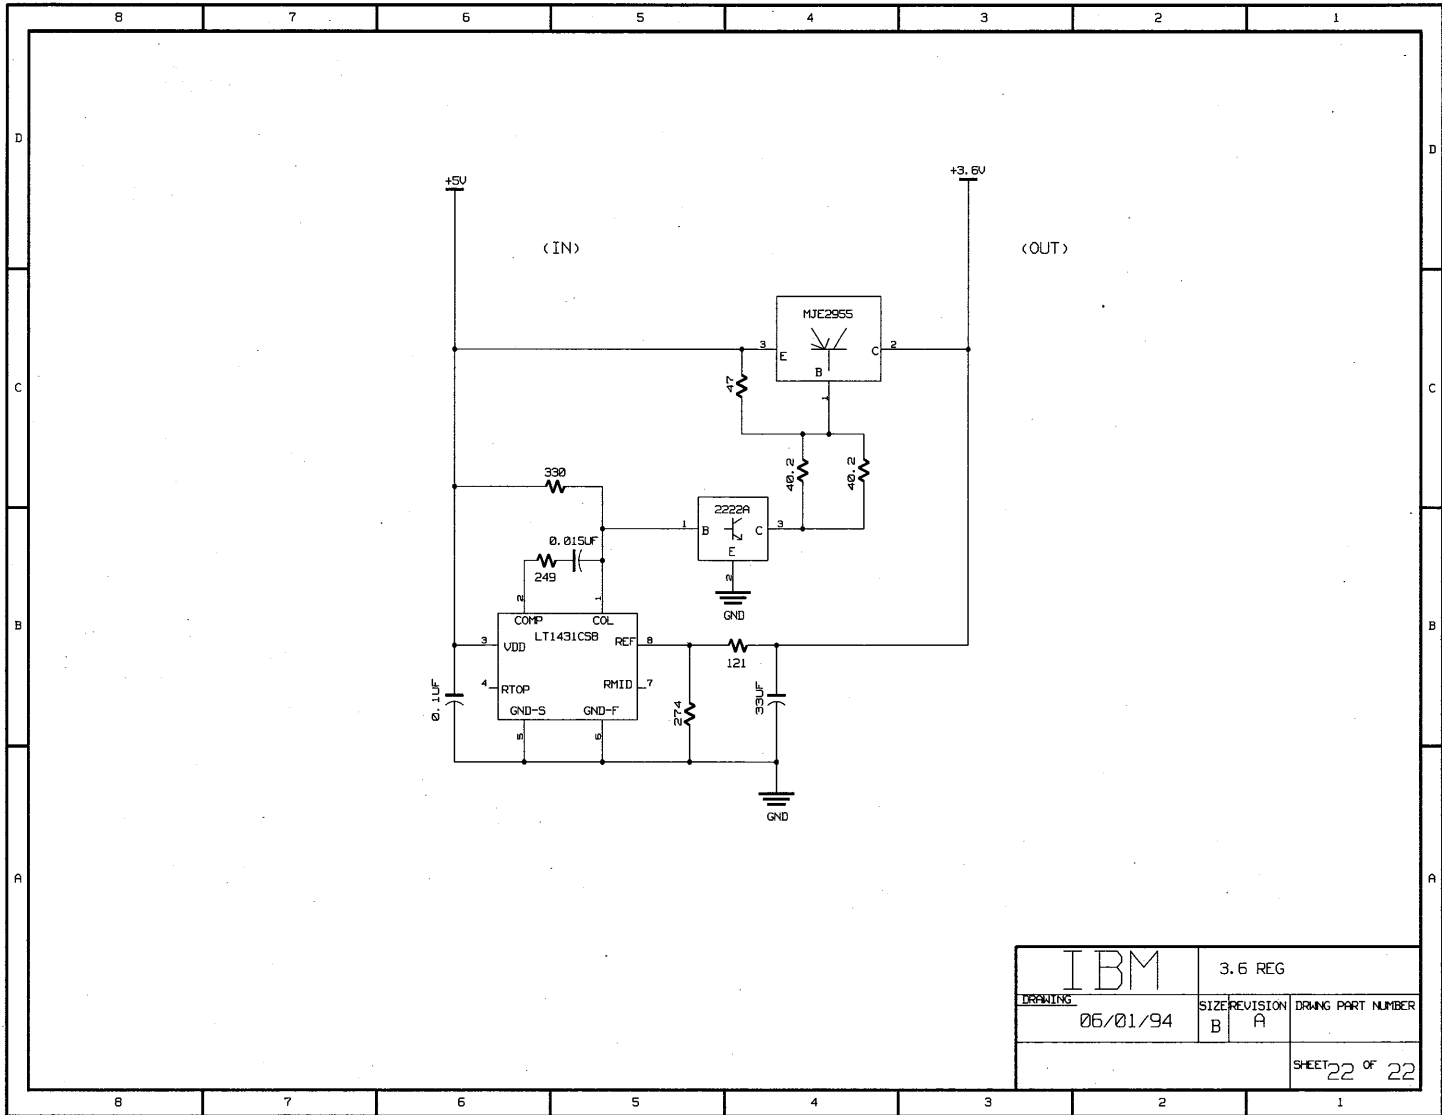 8 7 6 5 4 3 2 1
D
D
+5V
+3.6V
(IN)
(OUT)
MJE2955
3
E
C
2
B
1
C
C
47
40.2
40.2
330
2222A
1
B
C
3
E
2
GND
0.015UF
249
2
1
COMP
COL
LT1431CS8
3
VDD
REF
8
121
B
B
4
RTOP
RMID
7
GND-S
GND-F
0.1UF
274
33UF
5
6
GND
A
A
IBM
3.6 REG
DRAWING
06/01/94
SIZE
B
REVISION
A
DRWNG PART NUMBER
SHEET 22 OF 22
8 7 6 5 4 3 2 1